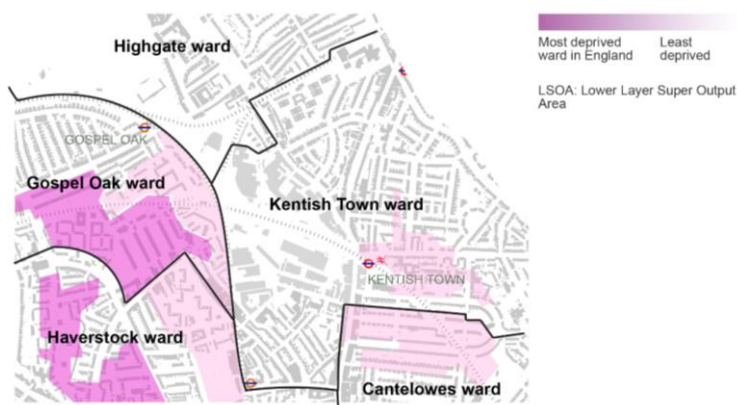 Highgate ward
GOSPEL OAK
Gospel Oak ward
Kentish Town ward
KENTISH TOWN
Haverstock ward
Cantelowes ward
Most deprived
ward in England
Least
deprived
LSOA: Lower Layer Super Output
Area